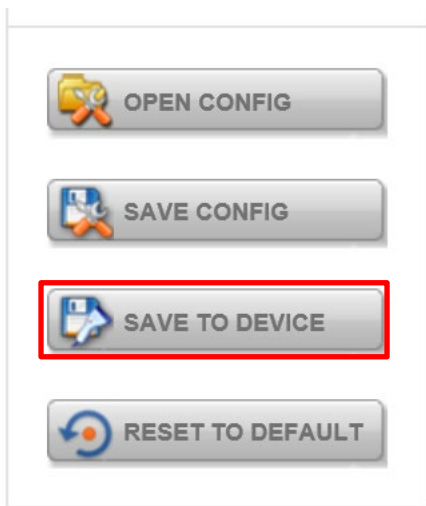 OPEN CONFIG
SAVE CONFIG
SAVE TO DEVICE
RESET TO DEFAULT